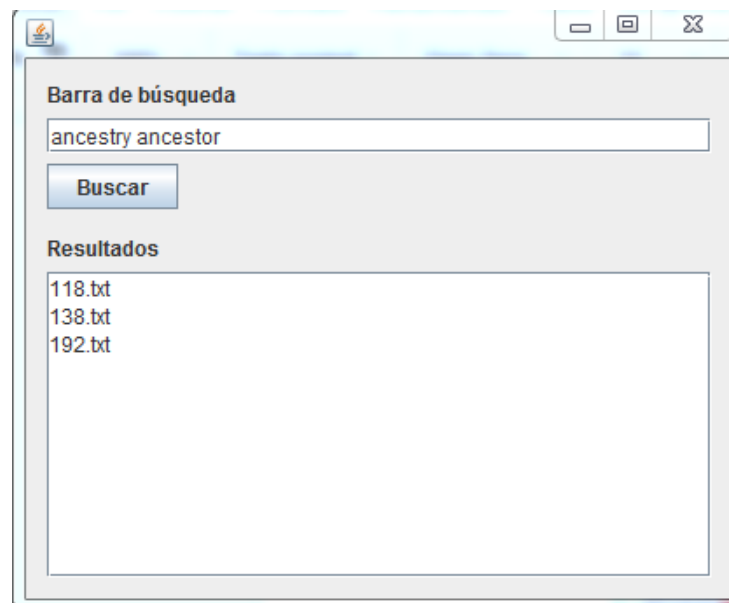 Barra de búsqueda
ancestry ancestor
Buscar
Resultados
118.txt
138.txt
192.txt